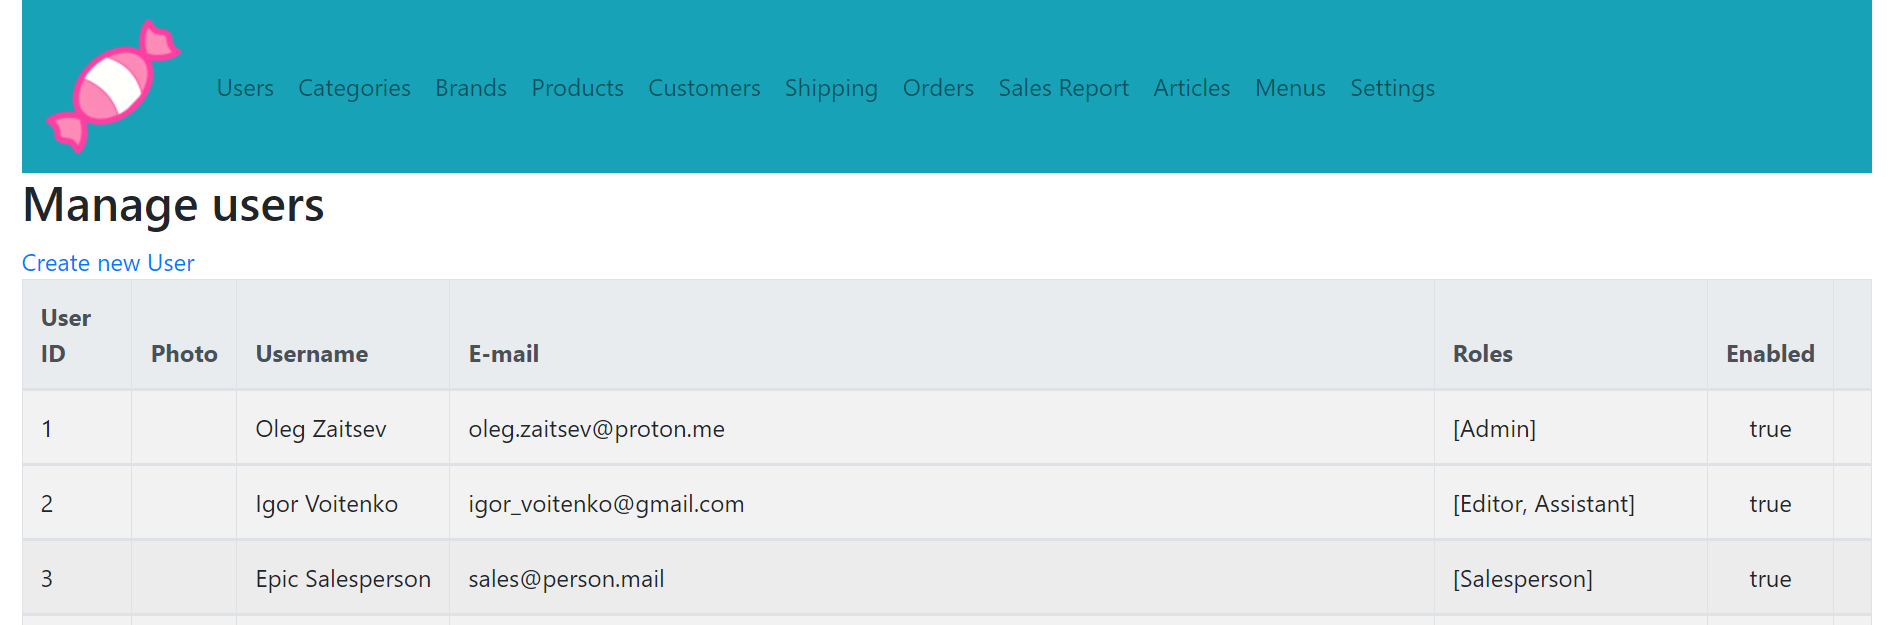 Users Categories Brands Products Customers Shipping Orders Sales Report Articles Menus Settings
Manage users
Create new User
User ID Photo Username E-mail Roles Enabled
1 Oleg Zaitsev oleg.zaitsev@proton.me [Admin] true
2 Igor Voitenko igor_voitenko@gmail.com [Editor, Assistant] true
3 Epic Salesperson sales@person.mail [Salesperson] true